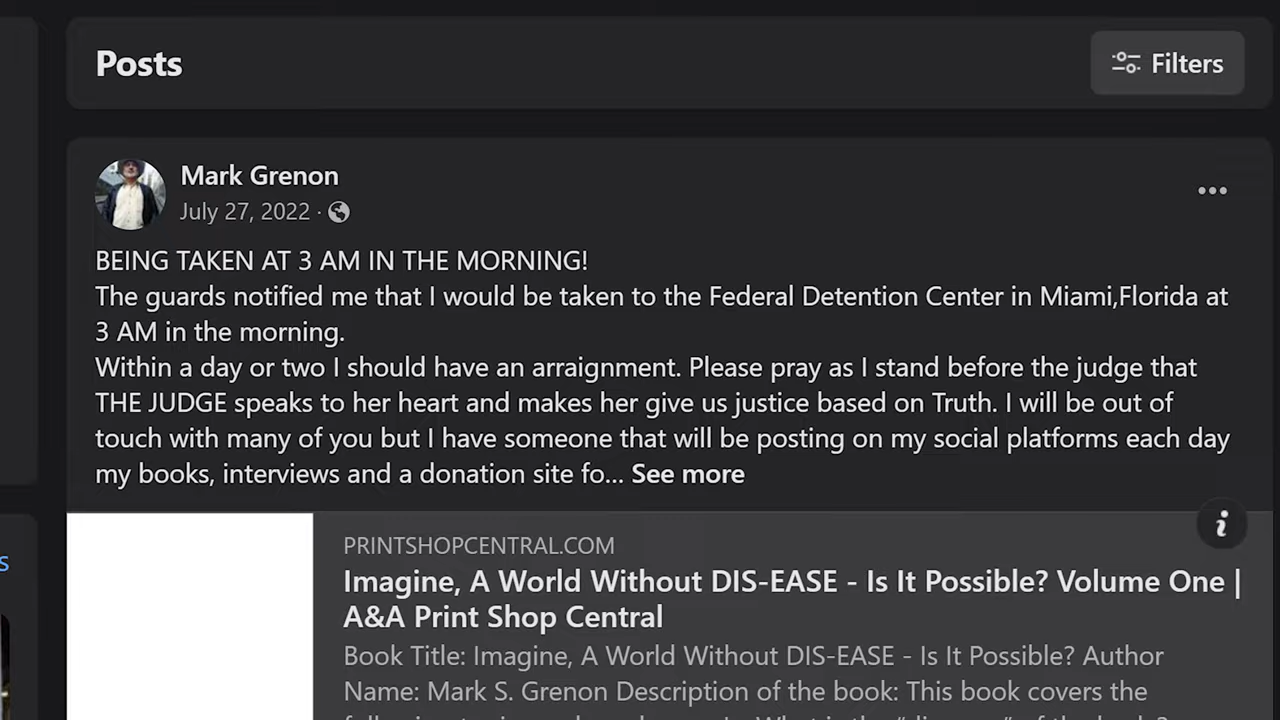 Posts
Filters
Mark Grenon
July 27, 2022 ·
BEING TAKEN AT 3 AM IN THE MORNING!
The guards notified me that I would be taken to the Federal Detention Center in Miami,Florida at
3 AM in the morning.
Within a day or two I should have an arraignment. Please pray as I stand before the judge that
THE JUDGE speaks to her heart and makes her give us justice based on Truth. I will be out of
touch with many of you but I have someone that will be posting on my social platforms each day
my books, interviews and a donation site fo... See more
PRINTSHOPCENTRAL.COM
Imagine, A World Without DIS-EASE - Is It Possible? Volume One |
A&A Print Shop Central
Book Title: Imagine, A World Without DIS-EASE - Is It Possible? Author
Name: Mark S. Grenon Description of the book: This book covers the